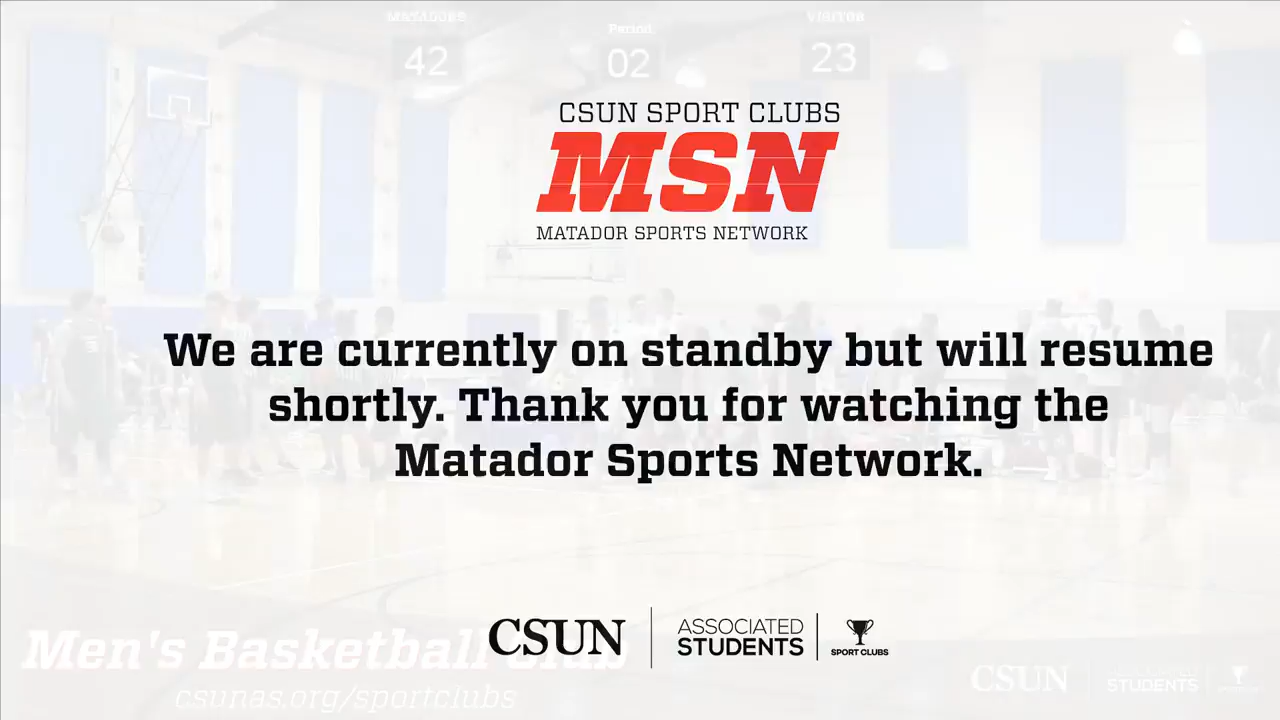 MATADORS
Period
VISITOR
42
02
23
CSUN SPORT CLUBS
MSN
MATADOR SPORTS NETWORK
We are currently on standby but will resume
shortly. Thank you for watching the
Matador Sports Network.
CSUN
ASSOCIATED
STUDENTS
SPORT CLUBS
Men's Basketball Club
csunas.org/sportclubs
CSUN
STUDENTS